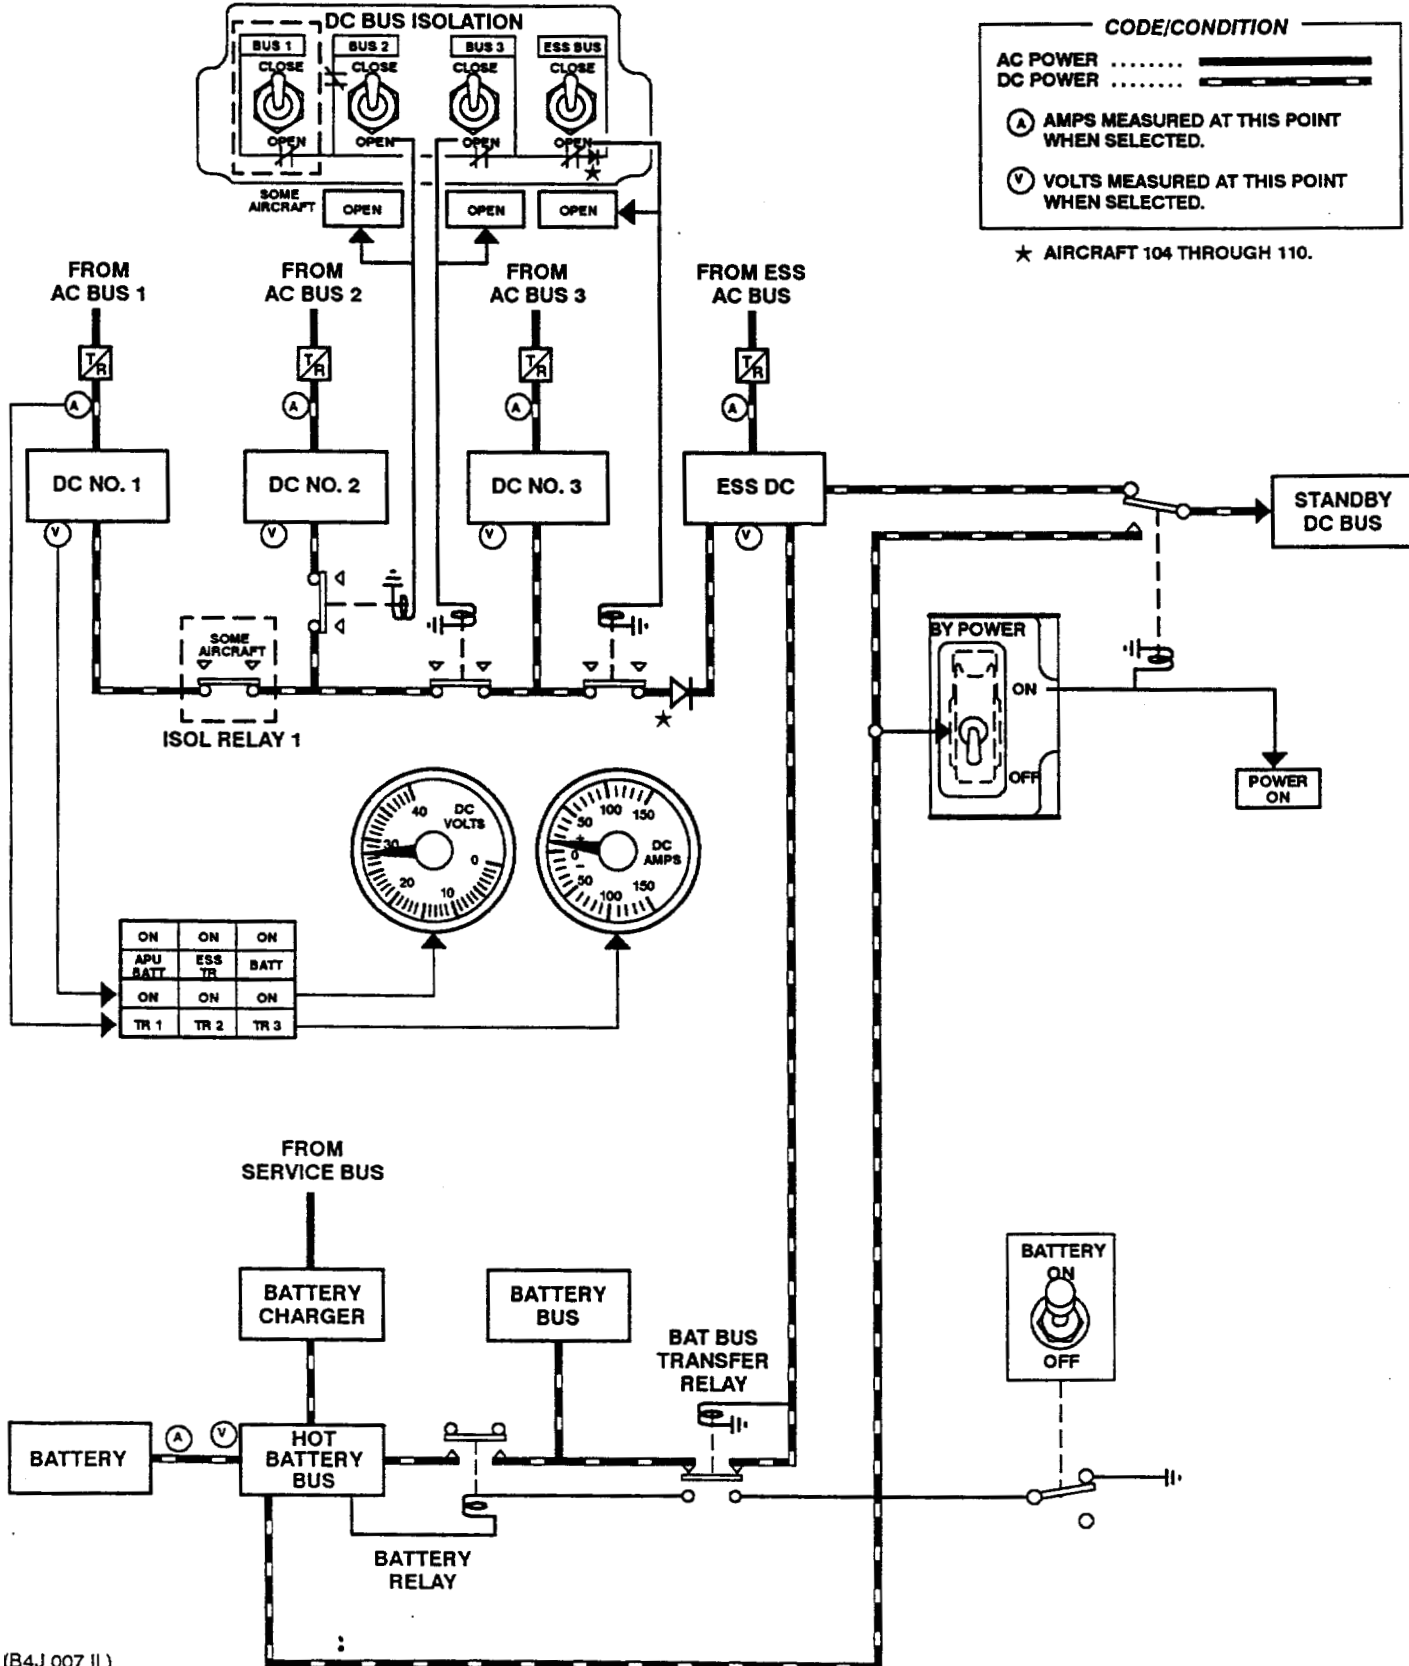 DC BUS ISOLATION
BUS 1
BUS 2
BUS 3
ESS BUS
CLOSE
CLOSE
CLOSE
CLOSE
OPEN
OPEN
OPEN
OPEN
★
SOME
AIRCRAFT
OPEN
OPEN
OPEN
CODE/CONDITION
AC POWER ........
DC POWER ........
A AMPS MEASURED AT THIS POINT
WHEN SELECTED.
V VOLTS MEASURED AT THIS POINT
WHEN SELECTED.
★ AIRCRAFT 104 THROUGH 110.
FROM
AC BUS 1
FROM
AC BUS 2
FROM
AC BUS 3
FROM ESS
AC BUS
T/R
T/R
T/R
T/R
A
A
A
A
DC NO. 1
DC NO. 2
DC NO. 3
ESS DC
STANDBY
DC BUS
V
V
V
V
SOME
AIRCRAFT
ISOL RELAY 1
★
BY POWER
ON
OFF
POWER
ON
DC
VOLTS
40
30
20
10
0
DC
AMPS
150
100
50
+
0
–
50
100
150
ON ON ON
APU
BATT
ESS
TR
BATT
ON ON ON
TR 1 TR 2 TR 3
FROM
SERVICE BUS
BATTERY
CHARGER
BATTERY
BUS
BAT BUS
TRANSFER
RELAY
BATTERY
ON
OFF
BATTERY
A
V
HOT
BATTERY
BUS
BATTERY
RELAY
(B4J 007 IL)